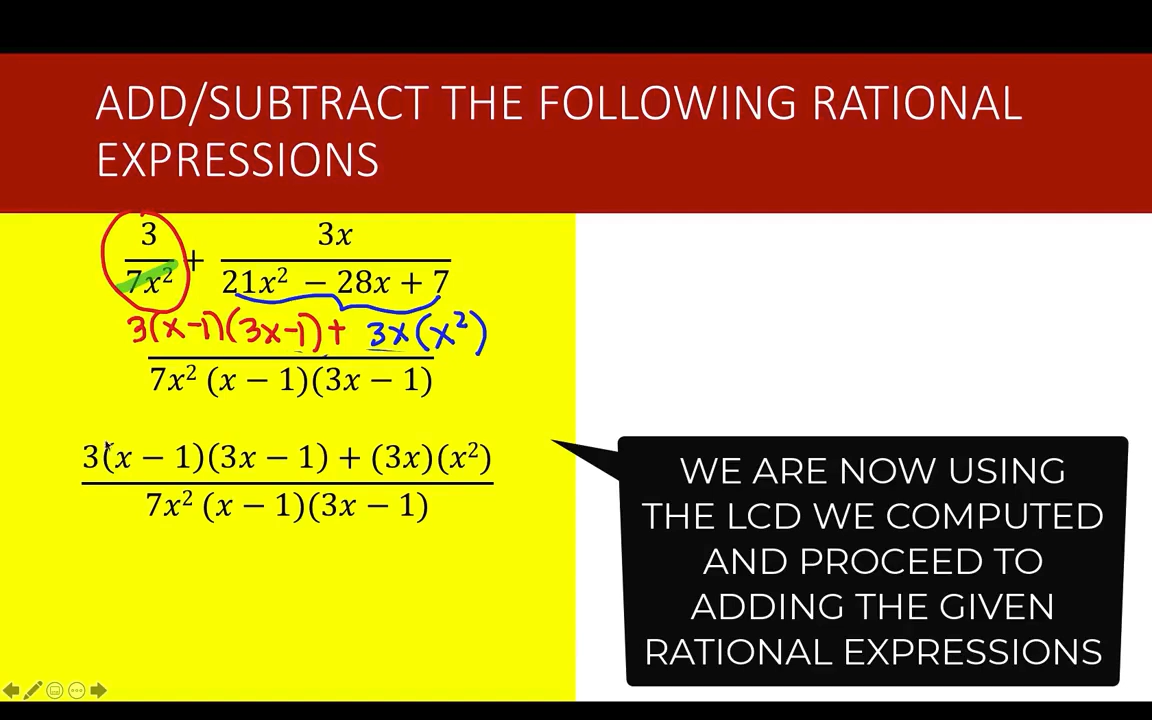 ADD/SUBTRACT THE FOLLOWING RATIONAL
EXPRESSIONS
3/7x² + 3x/21x² − 28x + 7
3(x-1)(3x-1) + 3x(x²)
7x² (x − 1)(3x − 1)
3(x − 1)(3x − 1) + (3x)(x²)
7x² (x − 1)(3x − 1)
WE ARE NOW USING
THE LCD WE COMPUTED
AND PROCEED TO
ADDING THE GIVEN
RATIONAL EXPRESSIONS